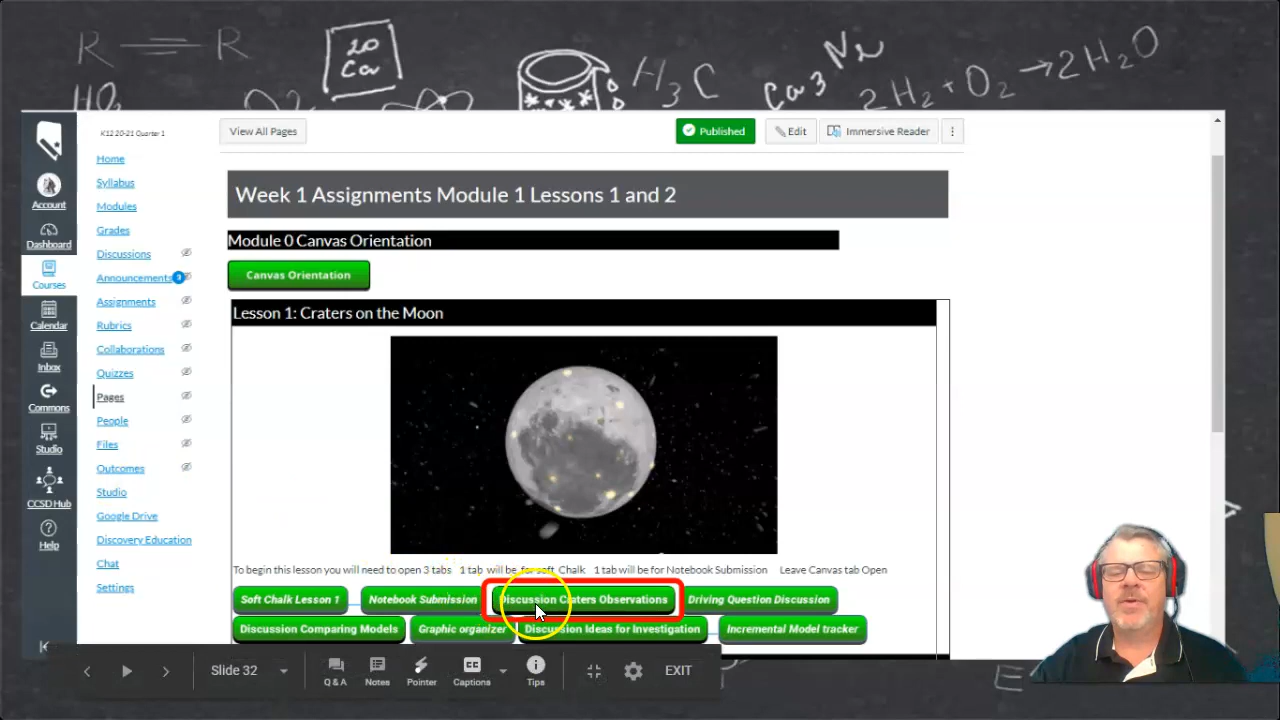 R R
20
Ca
H3C
Ca3 N2
2H2 + O2 → 2H2O
HO2
K12 20-21 Quarter 1
View All Pages
Published
Edit
Immersive Reader
Account
Dashboard
Courses
Calendar
Inbox
Commons
Studio
CCSD Hub
Help
Home
Syllabus
Modules
Grades
Discussions
Announcements
Assignments
Rubrics
Collaborations
Quizzes
Pages
People
Files
Outcomes
Studio
Google Drive
Discovery Education
Chat
Settings
Week 1 Assignments Module 1 Lessons 1 and 2
Module 0 Canvas Orientation
Canvas Orientation
Lesson 1: Craters on the Moon
To begin this lesson you will need to open 3 tabs 1 tab will be for soft Chalk 1 tab will be for Notebook Submission Leave Canvas tab Open
Soft Chalk Lesson 1 Notebook Submission Discussion Craters Observations Driving Question Discussion
Discussion Comparing Models Graphic organizer Discussion Ideas for Investigation Incremental Model tracker
Slide 32
Q & A
Notes
Pointer
Captions
Tips
EXIT